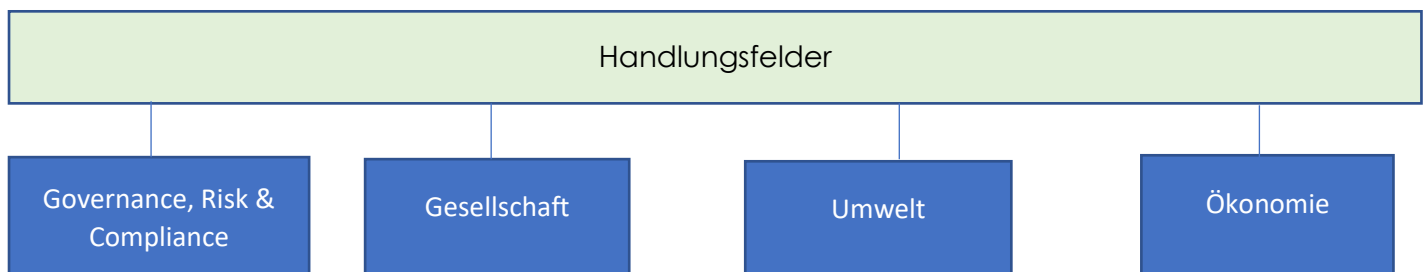 Handlungsfelder
Governance, Risk &
Compliance
Gesellschaft
Umwelt
Ökonomie